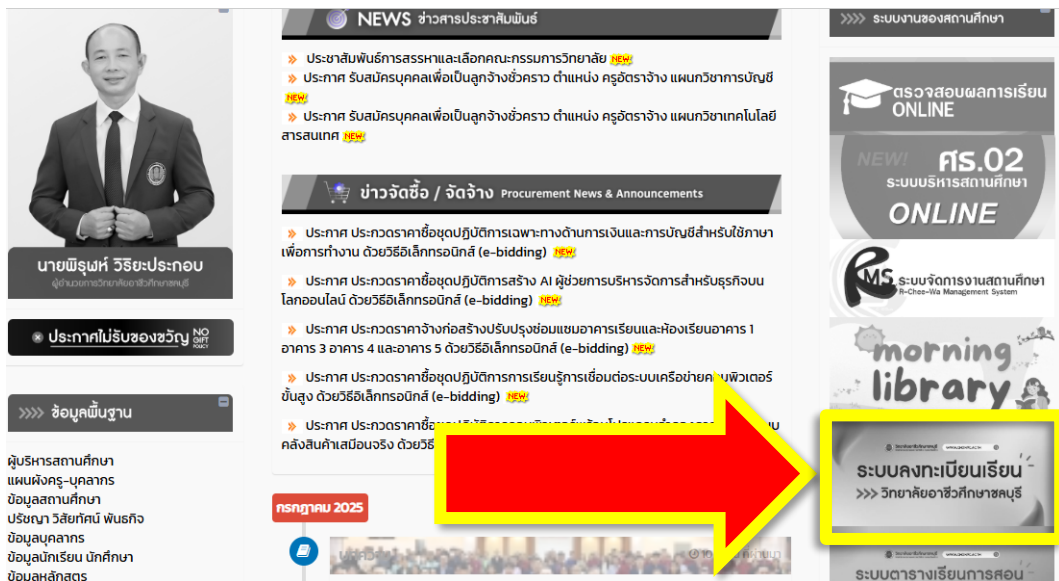 NEWS ข่าวสารประชาสัมพันธ์
ประชาสัมพันธ์การสรรหาและเลือกคณะกรรมการวิทยาลัย NEW!
ประกาศ รับสมัครบุคคลเพื่อเป็นลูกจ้างชั่วคราว ตำแหน่ง ครูอัตราจ้าง แผนกวิชาการบัญชี
NEW!
ประกาศ รับสมัครบุคคลเพื่อเป็นลูกจ้างชั่วคราว ตำแหน่ง ครูอัตราจ้าง แผนกวิชาเทคโนโลยี
สารสนเทศ NEW!
ข่าวจัดซื้อ / จัดจ้าง Procurement News & Announcements
ประกาศ ประกวดราคาซื้อชุดปฏิบัติการเฉพาะทางด้านการเงินและการบัญชีสำหรับใช้ภาษา
เพื่อการทำงาน ด้วยวิธีอิเล็กทรอนิกส์ (e-bidding) NEW!
ประกาศ ประกวดราคาซื้อชุดปฏิบัติการสร้าง AI ผู้ช่วยการบริหารจัดการสำหรับธุรกิจบน
โลกออนไลน์ ด้วยวิธีอิเล็กทรอนิกส์ (e-bidding) NEW!
ประกาศ ประกวดราคาจ้างก่อสร้างปรับปรุงซ่อมแซมอาคารเรียนและห้องเรียนอาคาร 1
อาคาร 3 อาคาร 4 และอาคาร 5 ด้วยวิธีอิเล็กทรอนิกส์ (e-bidding) NEW!
ประกาศ ประกวดราคาซื้อชุดปฏิบัติการการเรียนรู้การเชื่อมต่อระบบเครือข่ายคอมพิวเตอร์
ขั้นสูง ด้วยวิธีอิเล็กทรอนิกส์ (e-bidding) NEW!
ประกาศ ประกวดราคาซื้อชุดปฏิบัติ
คลังสินค้าเสมือนจริง ด้วยวิธี
กรกฎาคม 2025
นายพิรุฬห์ วิริยะประกอบ
ผู้อำนวยการวิทยาลัยอาชีวศึกษาชลบุรี
ประกาศไม่รับของขวัญ NO GIFT POLICY
>>>> ข้อมูลพื้นฐาน
ผู้บริหารสถานศึกษา
แผนผังครู-บุคลากร
ข้อมูลสถานศึกษา
ปรัชญา วิสัยทัศน์ พันธกิจ
ข้อมูลบุคลากร
ข้อมูลนักเรียน นักศึกษา
ข้อมูลหลักสูตร
>>>> ระบบงานของสถานศึกษา
ตรวจสอบผลการเรียน
ONLINE
NEW! ศธ.02
ระบบบริหารสถานศึกษา
ONLINE
RMS ระบบจัดการงานสถานศึกษา
R-Chee-Wa Management System
morning
library
ระบบลงทะเบียนเรียน
>>> วิทยาลัยอาชีวศึกษาชลบุรี
ระบบตารางเรียนการสอน